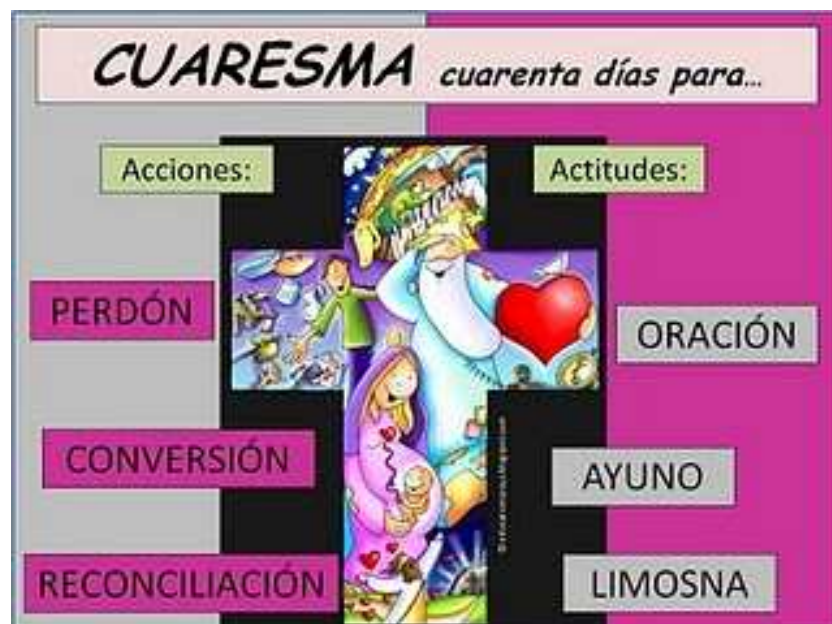 CUARESMA cuarenta días para...
Acciones:
Actitudes:
PERDÓN
ORACIÓN
CONVERSIÓN
AYUNO
RECONCILIACIÓN
LIMOSNA